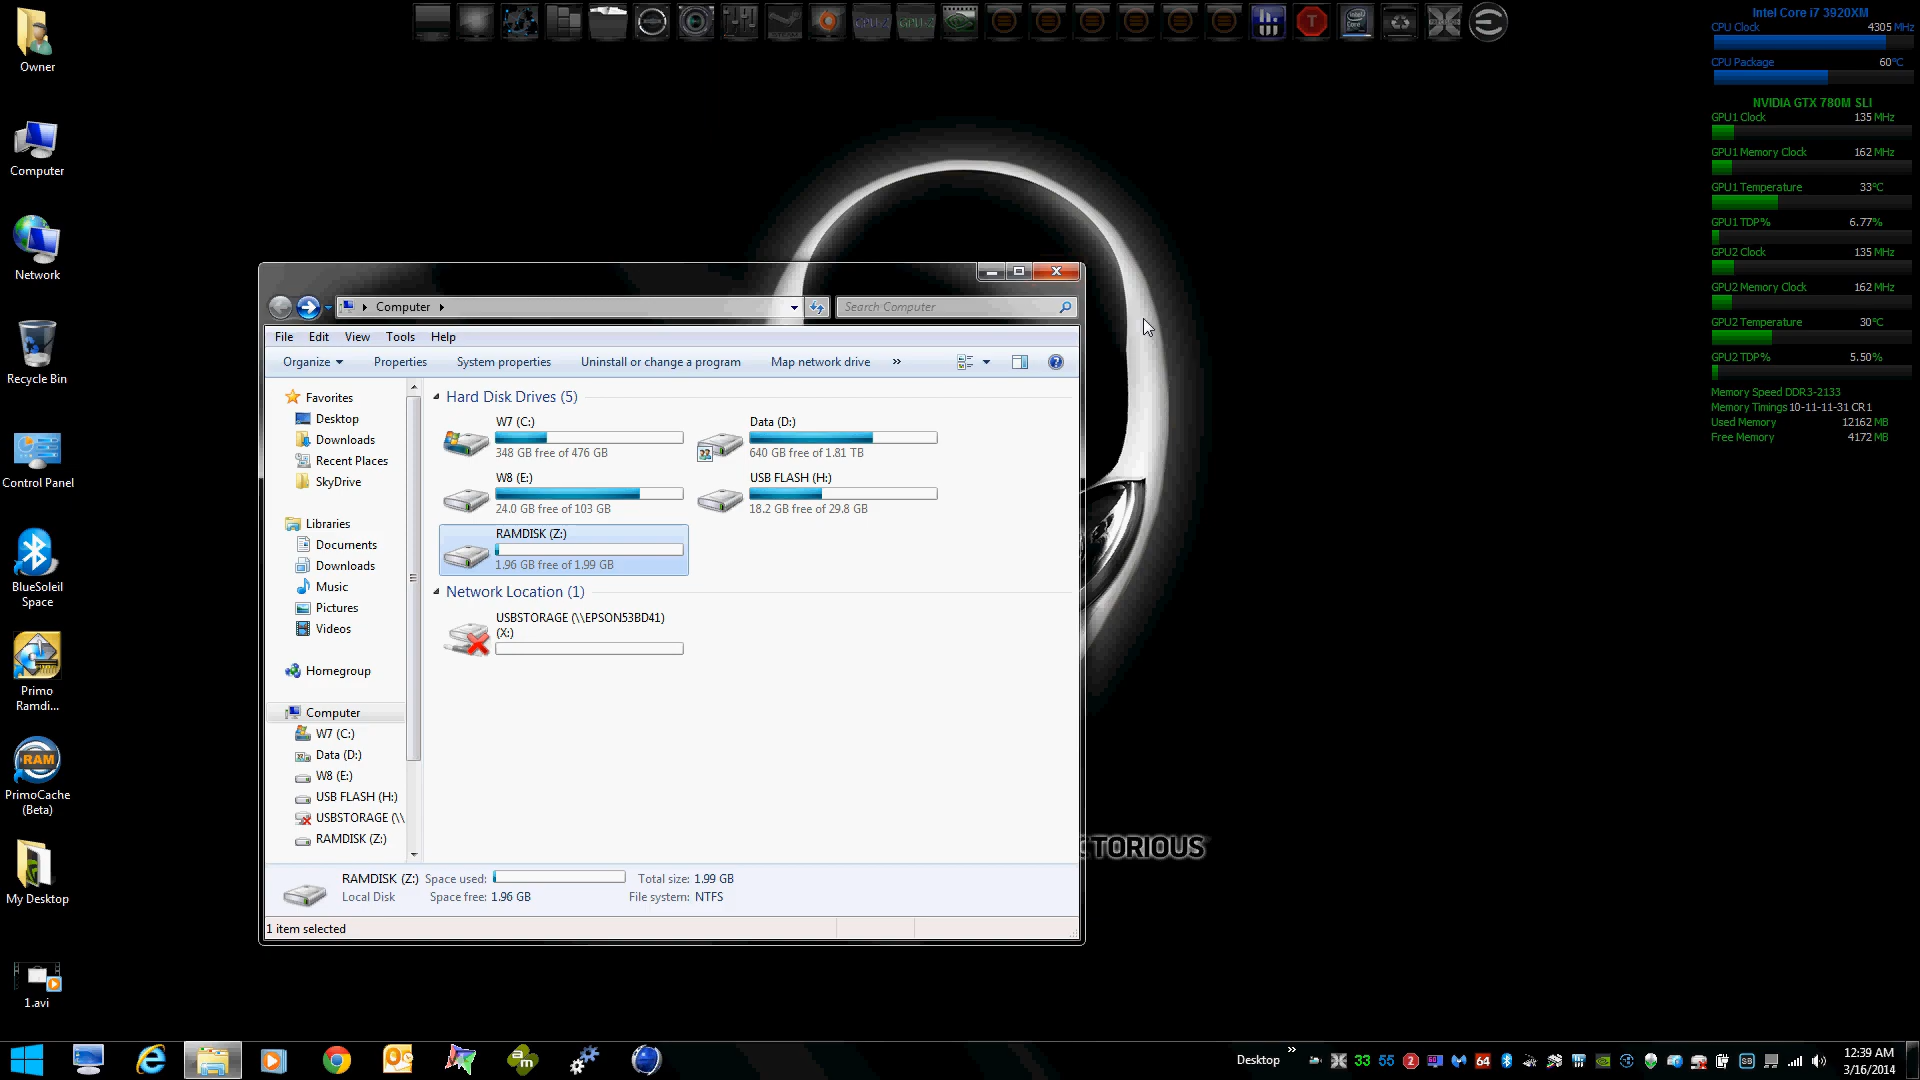 Owner
Computer
Network
Recycle Bin
Control Panel
BlueSoleil
Space
Primo
Ramdi...
RAM
PrimoCache
(Beta)
My Desktop
1.avi
Intel Core i7 3920XM
CPU Clock 4305 MHz
CPU Package 60°C
NVIDIA GTX 780M SLI
GPU1 Clock 135 MHz
GPU1 Memory Clock 162 MHz
GPU1 Temperature 33°C
GPU1 TDP% 6.77%
GPU2 Clock 135 MHz
GPU2 Memory Clock 162 MHz
GPU2 Temperature 30°C
GPU2 TDP% 5.50%
Memory Speed DDR3-2133
Memory Timings 10-11-11-31 CR1
Used Memory 12162 MB
Free Memory 4172 MB
Computer
Search Computer
File Edit View Tools Help
Organize Properties System properties Uninstall or change a program Map network drive »
Favorites
Desktop
Downloads
Recent Places
SkyDrive
Libraries
Documents
Downloads
Music
Pictures
Videos
Homegroup
Computer
W7 (C:)
Data (D:)
W8 (E:)
USB FLASH (H:)
USBSTORAGE (\\
RAMDISK (Z:)
Hard Disk Drives (5)
W7 (C:)
348 GB free of 476 GB
Data (D:)
640 GB free of 1.81 TB
W8 (E:)
24.0 GB free of 103 GB
USB FLASH (H:)
18.2 GB free of 29.8 GB
RAMDISK (Z:)
1.96 GB free of 1.99 GB
Network Location (1)
USBSTORAGE (\\EPSON53BD41)
(X:)
RAMDISK (Z:) Space used: Total size: 1.99 GB
Local Disk Space free: 1.96 GB File system: NTFS
1 item selected
TORIOUS
am
Desktop » 33 55 2 64
12:39 AM
3/16/2014